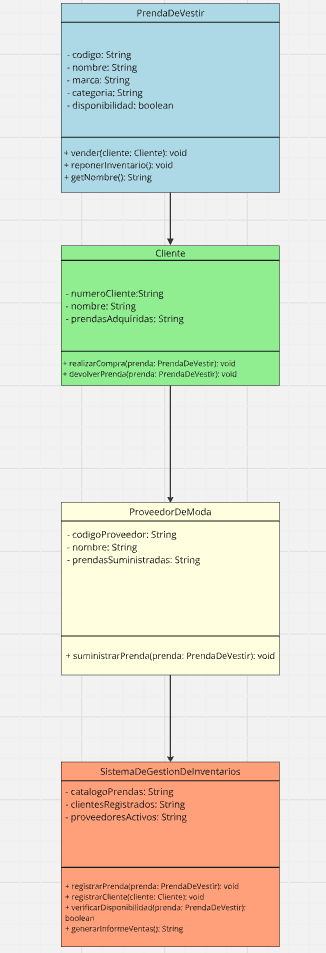 PrendaDeVestir
- codigo: String
- nombre: String
- marca: String
- categoria: String
- disponibilidad: boolean
+ vender(cliente: Cliente): void
+ reponerInventario(): void
+ getNombre(): String
Cliente
- numeroCliente:String
- nombre: String
- prendasAdquiridas: String
+ realizarCompra(prenda: PrendaDeVestir): void
+ devolverPrenda(prenda: PrendaDeVestir): void
ProveedorDeModa
- codigoProveedor: String
- nombre: String
- prendasSuministradas: String
+ suministrarPrenda(prenda: PrendaDeVestir): void
SistemaDeGestionDeInventarios
- catalogoPrendas: String
- clientesRegistrados: String
- proveedoresActivos: String
+ registrarPrenda(prenda: PrendaDeVestir): void
+ registrarCliente(cliente: Cliente): void
+ verificarDisponibilidad(prenda: PrendaDeVestir):
boolean
+ generarInformeVentas(): String